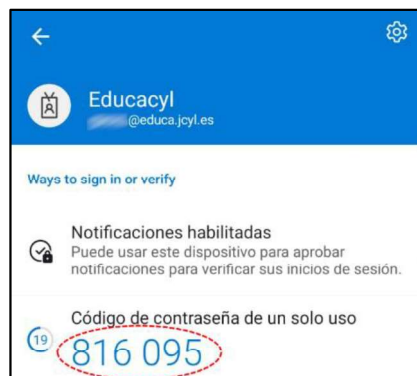 Educacyl
@educa.jcyl.es
Ways to sign in or verify
Notificaciones habilitadas
Puede usar este dispositivo para aprobar
notificaciones para verificar sus inicios de sesión.
Código de contraseña de un solo uso
19
816 095